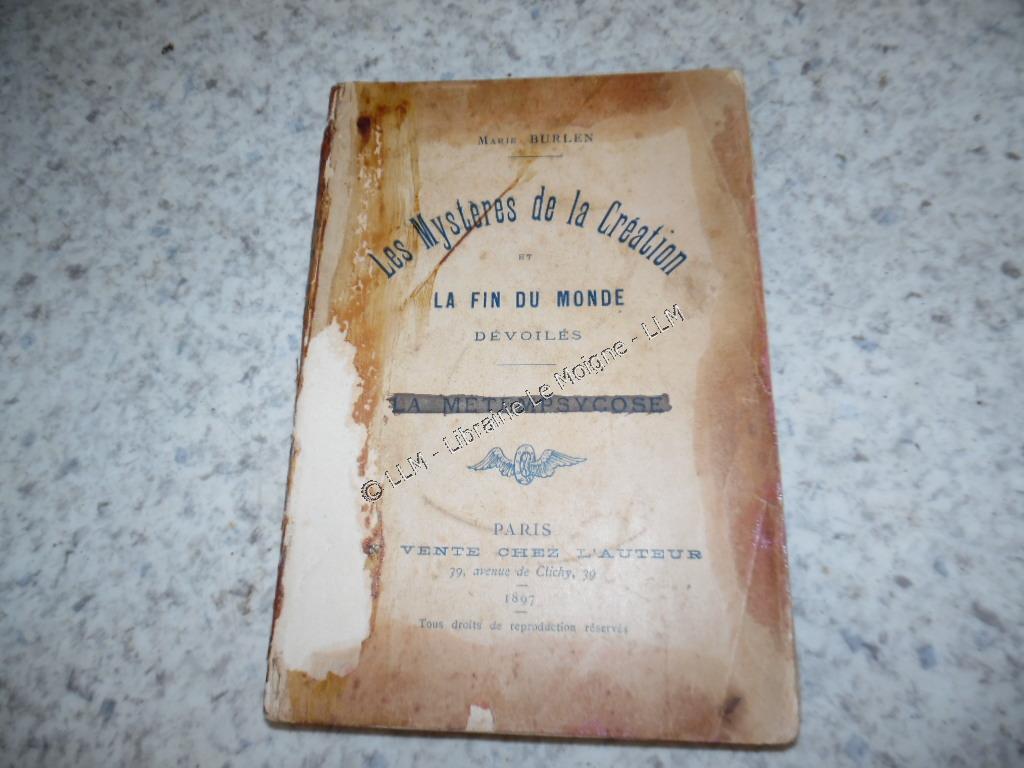 MARIE BURLEN
Les Mystères de la Création
ET
LA FIN DU MONDE
DÉVOILÉS
LA METEMPSYCOSE
PARIS
VENTE CHEZ L'AUTEUR
39, avenue de Clichy, 39
1897
Tous droits de reproduction réservés
© LLM - Librairie Le Moigne - LLM